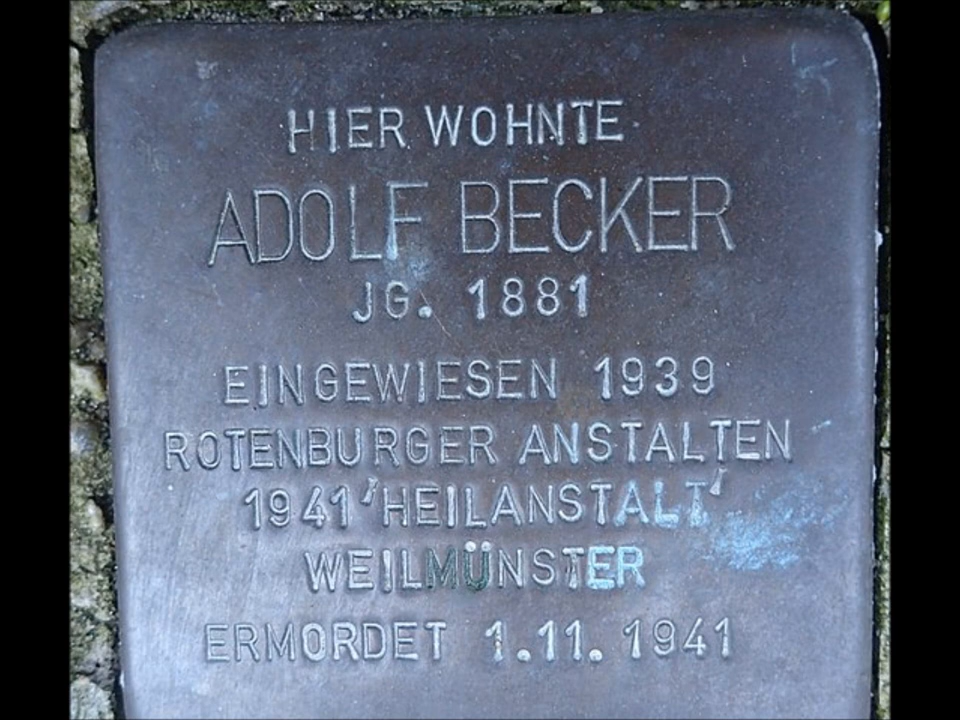 HIER WOHNTE
ADOLF BECKER
JG. 1881
EINGEWIESEN 1939
ROTENBURGER ANSTALTEN
1941 'HEILANSTALT'
WEILMÜNSTER
ERMORDET 1.11.1941